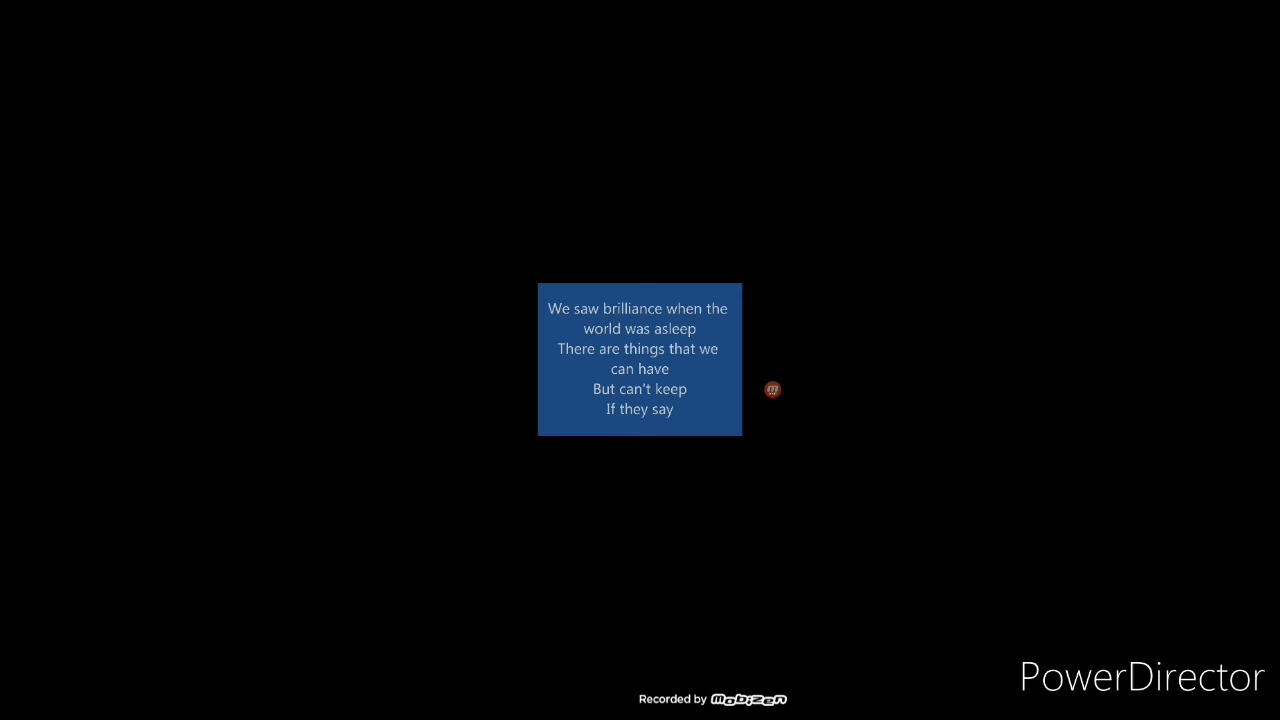 We saw brilliance when the
world was asleep
There are things that we
can have
But can't keep
If they say
PowerDirector
Recorded by mobizen